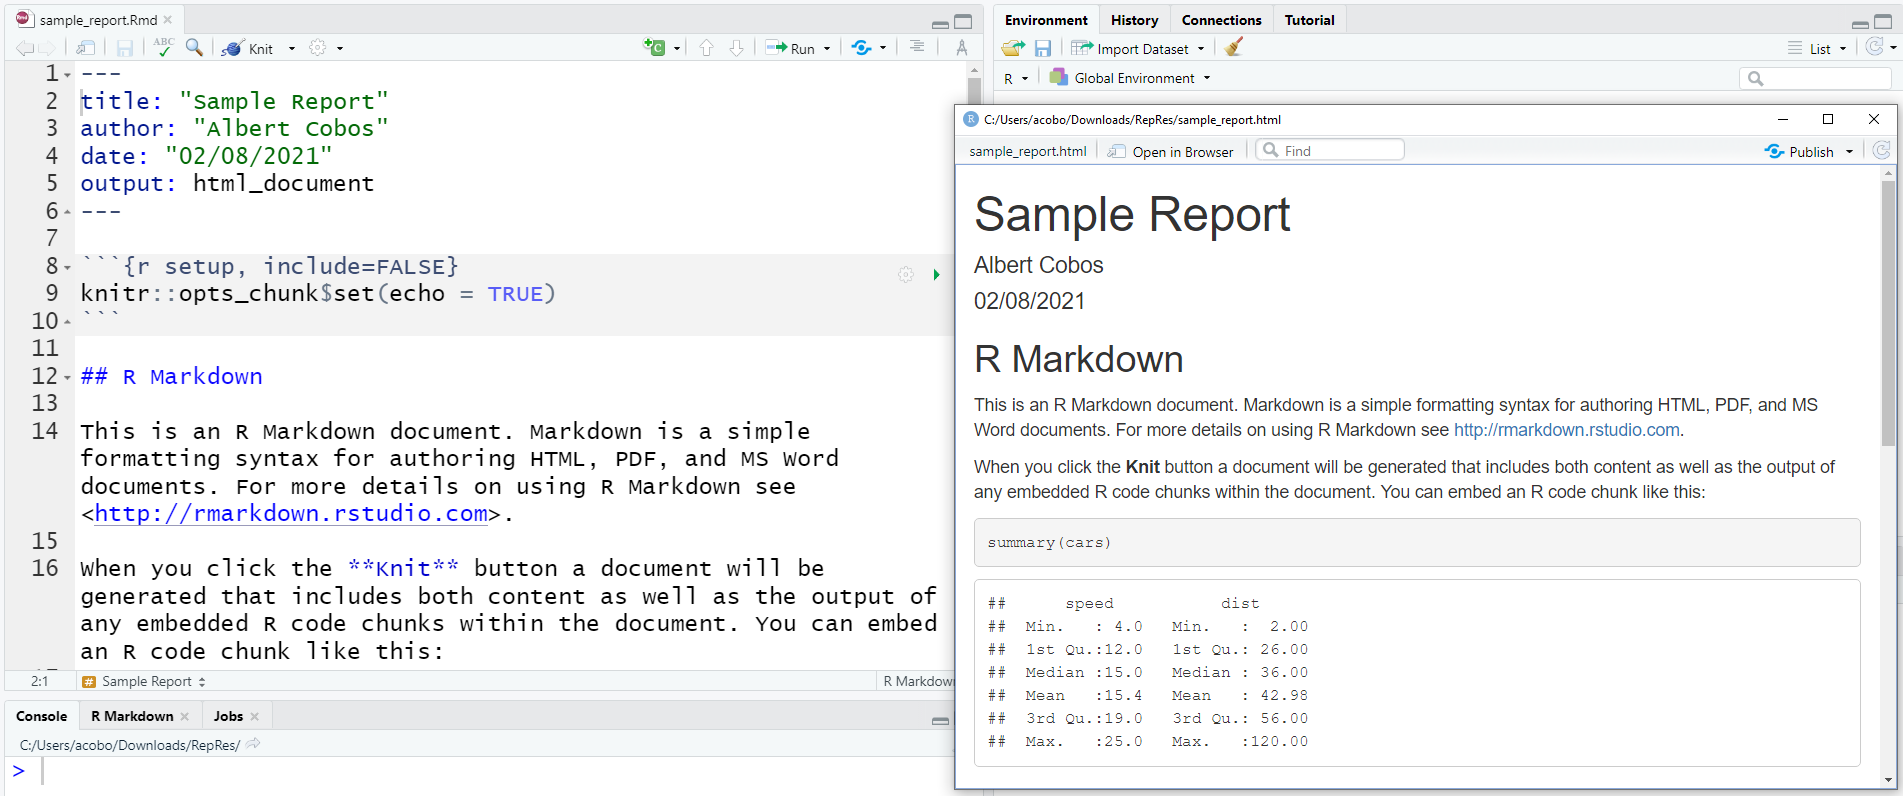 sample_report.Rmd
ABC
Knit
Run
1 ---
2 title: "Sample Report"
3 author: "Albert Cobos"
4 date: "02/08/2021"
5 output: html_document
6 ---
7
8 ```{r setup, include=FALSE}
9 knitr::opts_chunk$set(echo = TRUE)
10 ```
11
12 ## R Markdown
13
14 This is an R Markdown document. Markdown is a simple
formatting syntax for authoring HTML, PDF, and MS Word
documents. For more details on using R Markdown see
<http://rmarkdown.rstudio.com>.
15
16 When you click the **Knit** button a document will be
generated that includes both content as well as the output of
any embedded R code chunks within the document. You can embed
an R code chunk like this:
2:1 # Sample Report R Markdown
Console R Markdown Jobs
C:/Users/acobo/Downloads/RepRes/
>
Environment History Connections Tutorial
Import Dataset List
R Global Environment
R C:/Users/acobo/Downloads/RepRes/sample_report.html
sample_report.html Open in Browser Find Publish
Sample Report
Albert Cobos
02/08/2021
R Markdown
This is an R Markdown document. Markdown is a simple formatting syntax for authoring HTML, PDF, and MS
Word documents. For more details on using R Markdown see http://rmarkdown.rstudio.com.
When you click the Knit button a document will be generated that includes both content as well as the output of
any embedded R code chunks within the document. You can embed an R code chunk like this:
summary(cars)
##      speed           dist
##  Min.   : 4.0   Min.   :  2.00
##  1st Qu.:12.0   1st Qu.: 26.00
##  Median :15.0   Median : 36.00
##  Mean   :15.4   Mean   : 42.98
##  3rd Qu.:19.0   3rd Qu.: 56.00
##  Max.   :25.0   Max.   :120.00